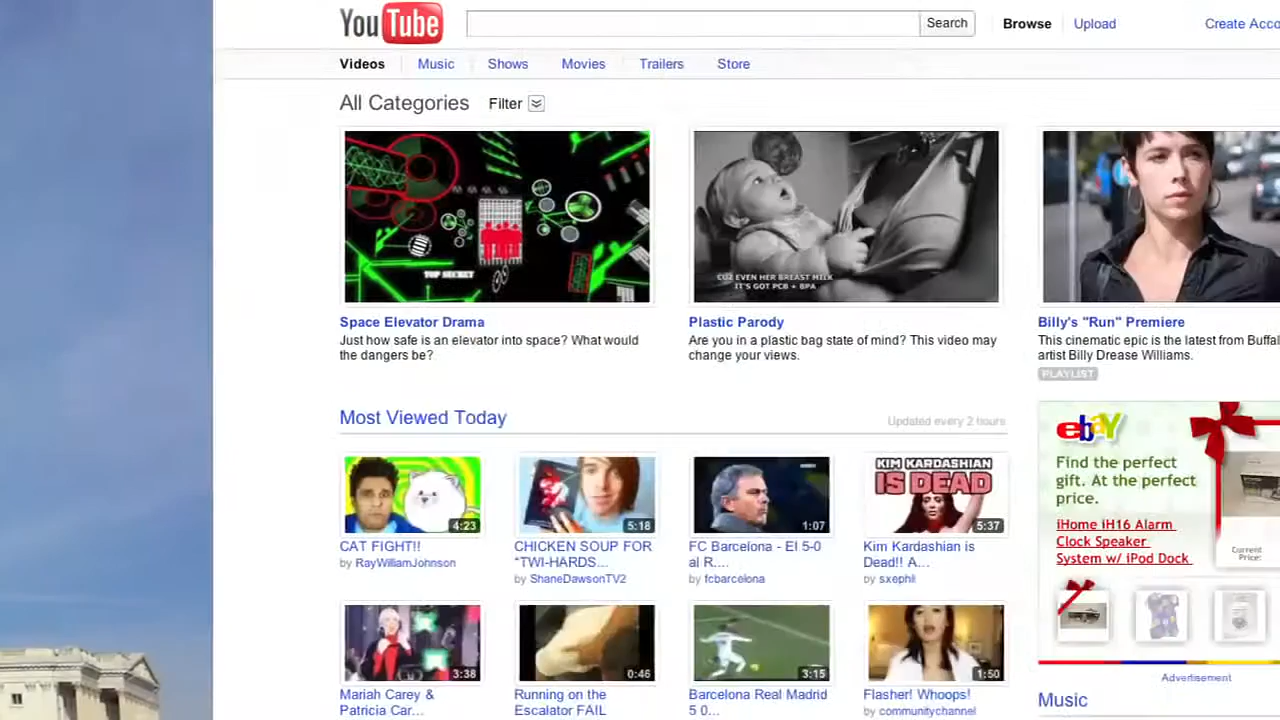 YouTube
Search
Browse
Upload
Create Acco
Videos
Music
Shows
Movies
Trailers
Store
All Categories
Filter
TOP SECRET
CUZ EVEN HER BREAST MILK
IT'S GOT PCB + BPA
Space Elevator Drama
Just how safe is an elevator into space? What would
the dangers be?
Plastic Parody
Are you in a plastic bag state of mind? This video may
change your views.
Billy's "Run" Premiere
This cinematic epic is the latest from Buffal
artist Billy Drease Williams.
PLAYLIST
Most Viewed Today
Updated every 2 hours
4:23
5:18
1:07
KIM KARDASHIAN
IS DEAD
5:37
CAT FIGHT!!
by RayWilliamJohnson
CHICKEN SOUP FOR
“TWI-HARDS...
by ShaneDawsonTV2
FC Barcelona - El 5-0
al R....
by fcbarcelona
Kim Kardashian is
Dead!! A...
by sxephil
ebay
Find the perfect
gift. At the perfect
price.
iHome iH16 Alarm
Clock Speaker
System w/ iPod Dock
Current
Price:
3:38
0:46
3:15
1:50
Mariah Carey &
Patricia Car...
Running on the
Escalator FAIL
Barcelona Real Madrid
5 0...
Flasher! Whoops!
by communitychannel
Advertisement
Music